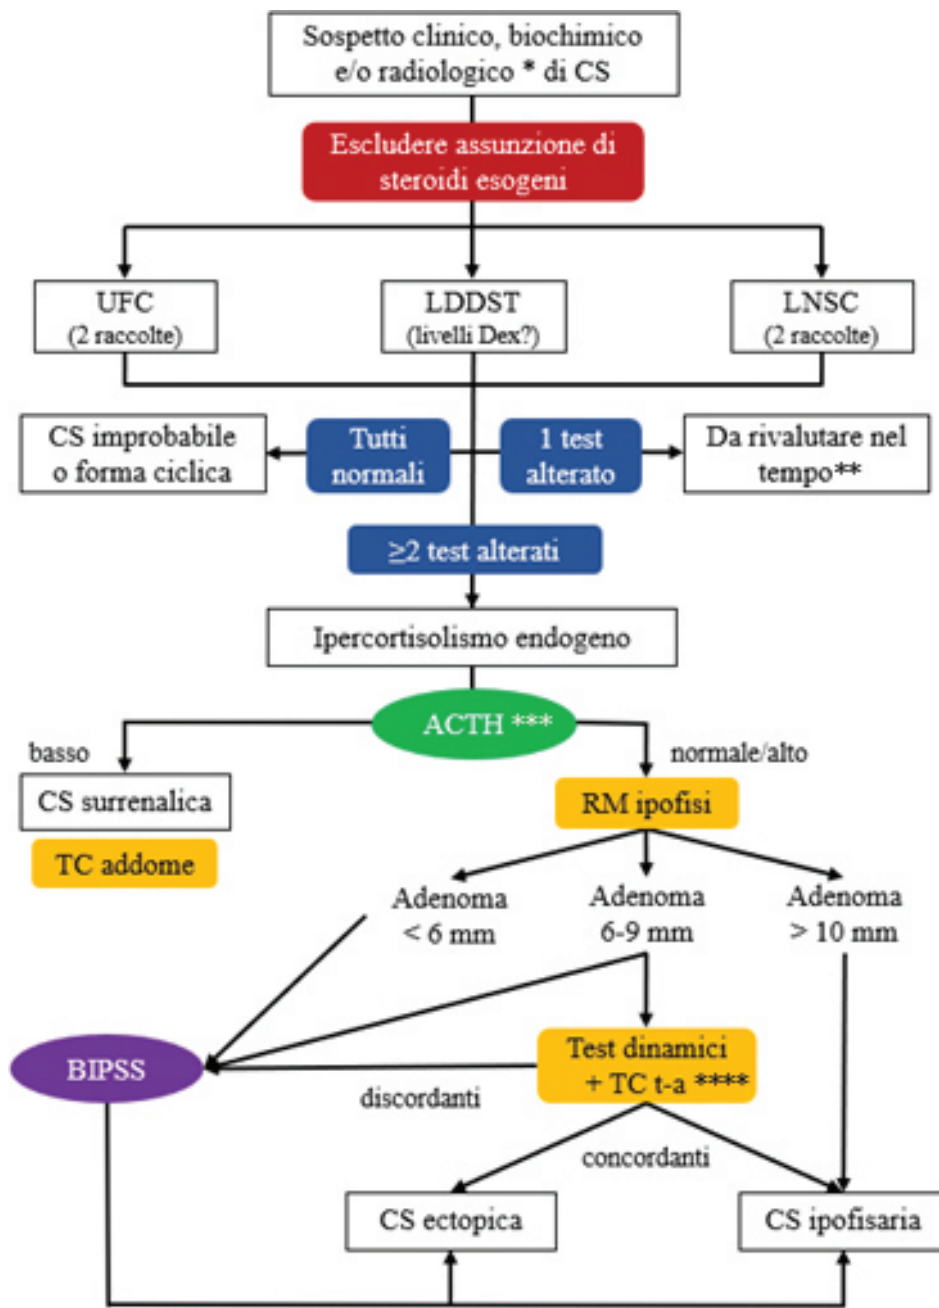 Sospetto clinico, biochimico
e/o radiologico * di CS
Escludere assunzione di
steroidi esogeni
UFC
(2 raccolte)
LDDST
(livelli Dex?)
LNSC
(2 raccolte)
CS improbabile
o forma ciclica
Tutti
normali
1 test
alterato
Da rivalutare nel
tempo**
≥2 test alterati
Ipercortisolismo endogeno
ACTH ***
basso
normale/alto
CS surrenalica
RM ipofisi
TC addome
Adenoma
< 6 mm
Adenoma
6-9 mm
Adenoma
> 10 mm
BIPSS
Test dinamici
+ TC t-a ****
discordanti
concordanti
CS ectopica
CS ipofisaria